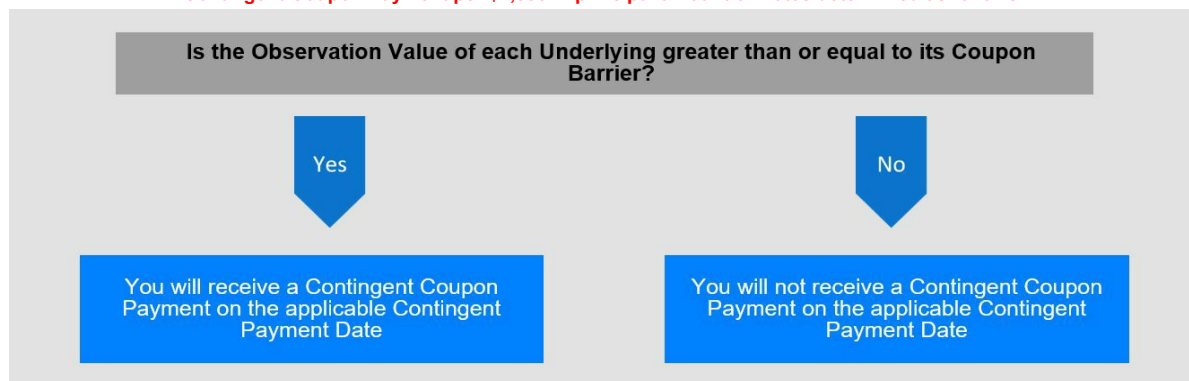 Is the Observation Value of each Underlying greater than or equal to its Coupon
Barrier?
Yes
No
You will receive a Contingent Coupon
Payment on the applicable Contingent
Payment Date
You will not receive a Contingent Coupon
Payment on the applicable Contingent
Payment Date